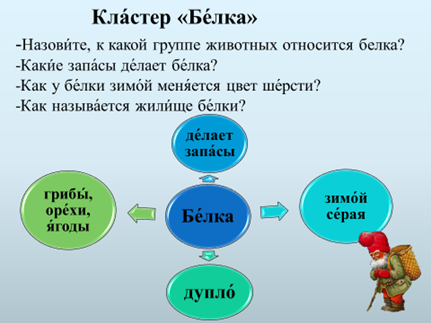 Кла́стер «Бе́лка»
-Назови́те, к какой группе животных относится белка?
-Каки́е запа́сы де́лает бе́лка?
-Как у бе́лки зимо́й меня́ется цвет ше́рсти?
-Как называ́ется жили́ще бе́лки?
де́лает
запа́сы
грибы́,
оре́хи,
я́годы
Бе́лка
зимо́й
се́рая
дупло́